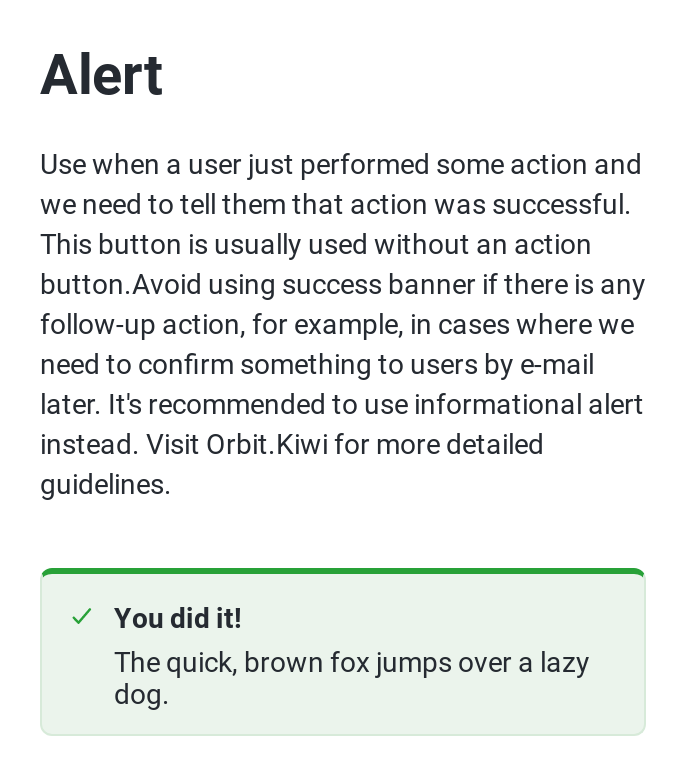 Alert
Use when a user just performed some action and
we need to tell them that action was successful.
This button is usually used without an action
button.Avoid using success banner if there is any
follow-up action, for example, in cases where we
need to confirm something to users by e-mail
later. It's recommended to use informational alert
instead. Visit Orbit.Kiwi for more detailed
guidelines.
You did it!
The quick, brown fox jumps over a lazy
dog.